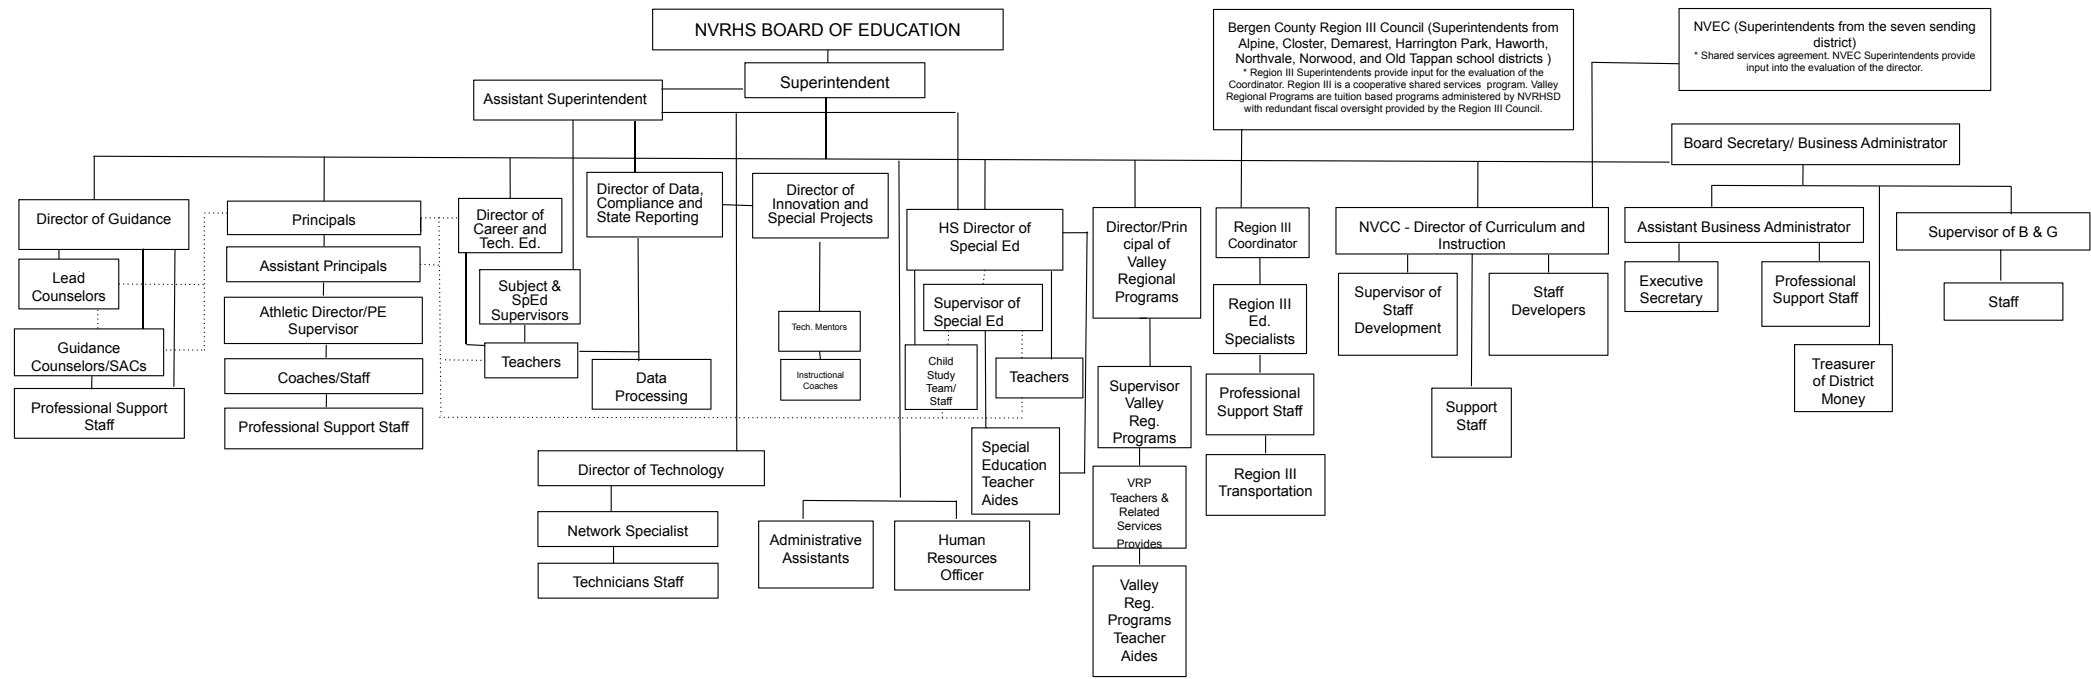 NVRHS BOARD OF EDUCATION
Superintendent
Assistant Superintendent
Bergen County Region III Council (Superintendents from
Alpine, Closter, Demarest, Harrington Park, Haworth,
Northvale, Norwood, and Old Tappan school districts )
* Region III Superintendents provide input for the evaluation of the
Coordinator. Region III is a cooperative shared services program. Valley
Regional Programs are tuition based programs administered by NVRHSD
with redundant fiscal oversight provided by the Region III Council.
NVEC (Superintendents from the seven sending
district)
* Shared services agreement. NVEC Superintendents provide
input into the evaluation of the director.
Board Secretary/ Business Administrator
Director of Guidance
Lead
Counselors
Guidance
Counselors/SACs
Professional Support
Staff
Principals
Assistant Principals
Athletic Director/PE
Supervisor
Coaches/Staff
Professional Support Staff
Director of
Career and
Tech. Ed.
Subject &
SpEd
Supervisors
Teachers
Director of Data,
Compliance and
State Reporting
Data
Processing
Director of
Innovation and
Special Projects
Tech. Mentors
Instructional
Coaches
Director of Technology
Network Specialist
Technicians Staff
Administrative
Assistants
Human
Resources
Officer
HS Director of
Special Ed
Supervisor of
Special Ed
Child
Study
Team/
Staff
Teachers
Special
Education
Teacher
Aides
Director/Prin
cipal of
Valley
Regional
Programs
Supervisor
Valley
Reg.
Programs
VRP
Teachers &
Related
Services
Provides
Valley
Reg.
Programs
Teacher
Aides
Region III
Coordinator
Region III
Ed.
Specialists
Professional
Support Staff
Region III
Transportation
NVCC - Director of Curriculum and
Instruction
Supervisor of
Staff
Development
Support
Staff
Staff
Developers
Assistant Business Administrator
Executive
Secretary
Professional
Support Staff
Treasurer
of District
Money
Supervisor of B & G
Staff